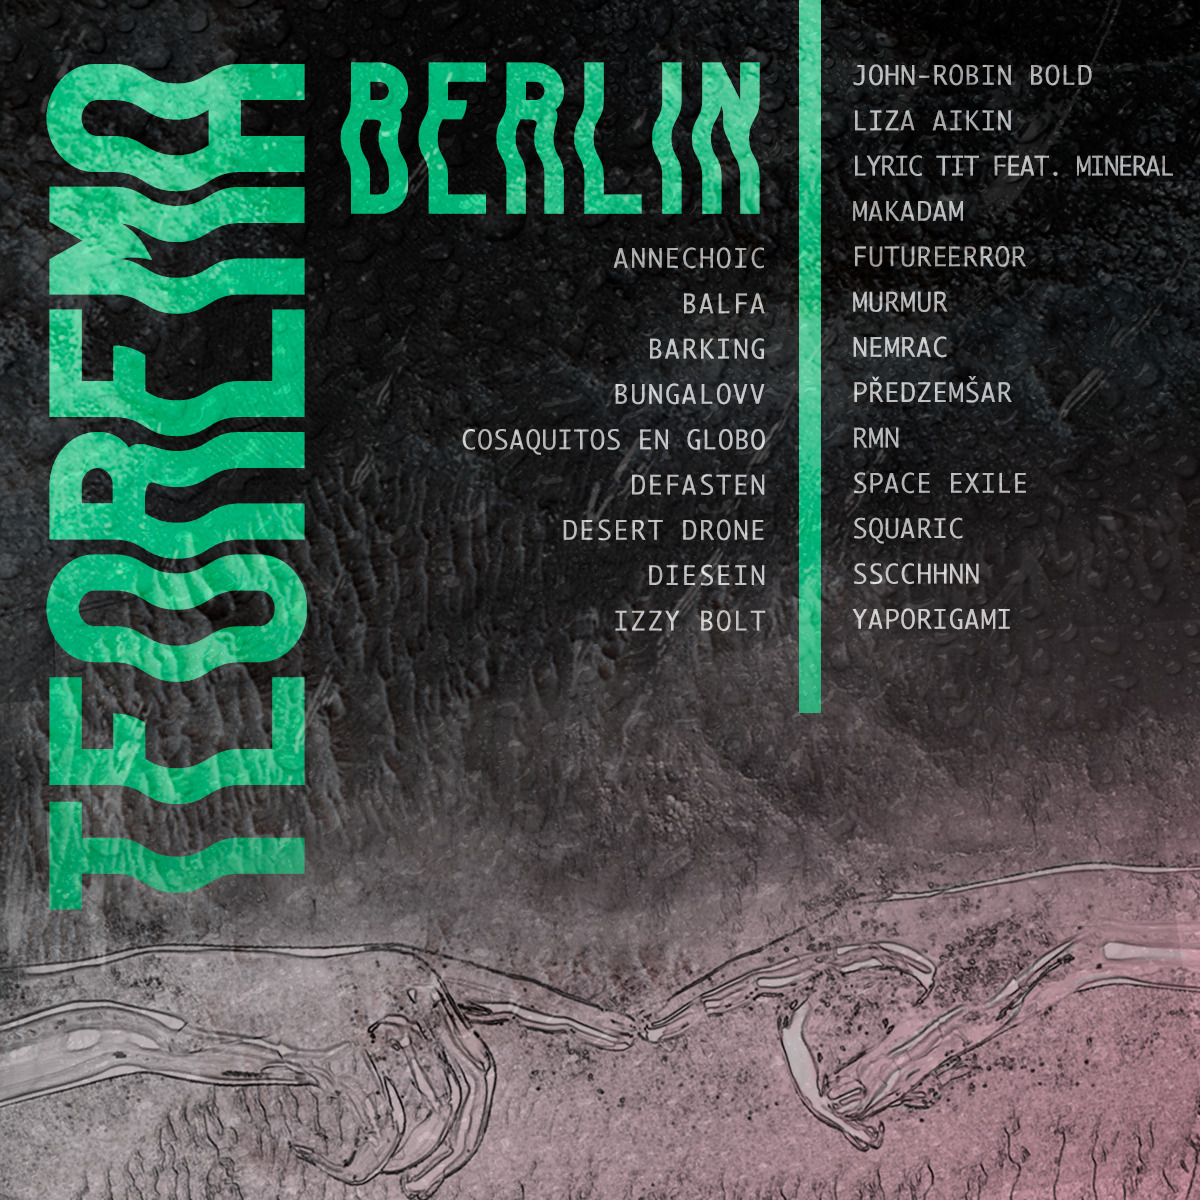 TEOREMA
BERLIN
ANNECHOIC
BALFA
BARKING
BUNGALOVV
COSAQUITOS EN GLOBO
DEFASTEN
DESERT DRONE
DIESEIN
IZZY BOLT
JOHN-ROBIN BOLD
LIZA AIKIN
LYRIC TIT FEAT. MINERAL
MAKADAM
FUTUREERROR
MURMUR
NEMRAC
PŘEDZEMŠAR
RMN
SPACE EXILE
SQUARIC
SSCCHHNN
YAPORIGAMI